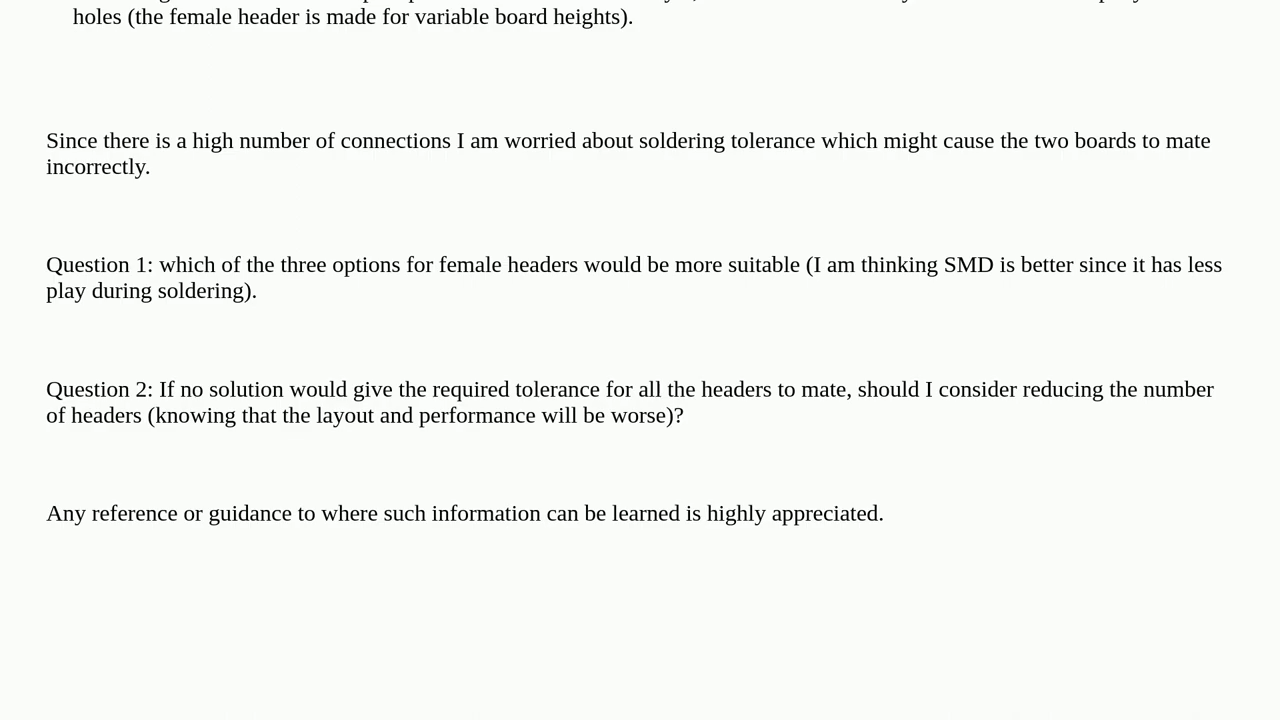 holes (the female header is made for variable board heights).
Since there is a high number of connections I am worried about soldering tolerance which might cause the two boards to mate
incorrectly.
Question 1: which of the three options for female headers would be more suitable (I am thinking SMD is better since it has less
play during soldering).
Question 2: If no solution would give the required tolerance for all the headers to mate, should I consider reducing the number
of headers (knowing that the layout and performance will be worse)?
Any reference or guidance to where such information can be learned is highly appreciated.